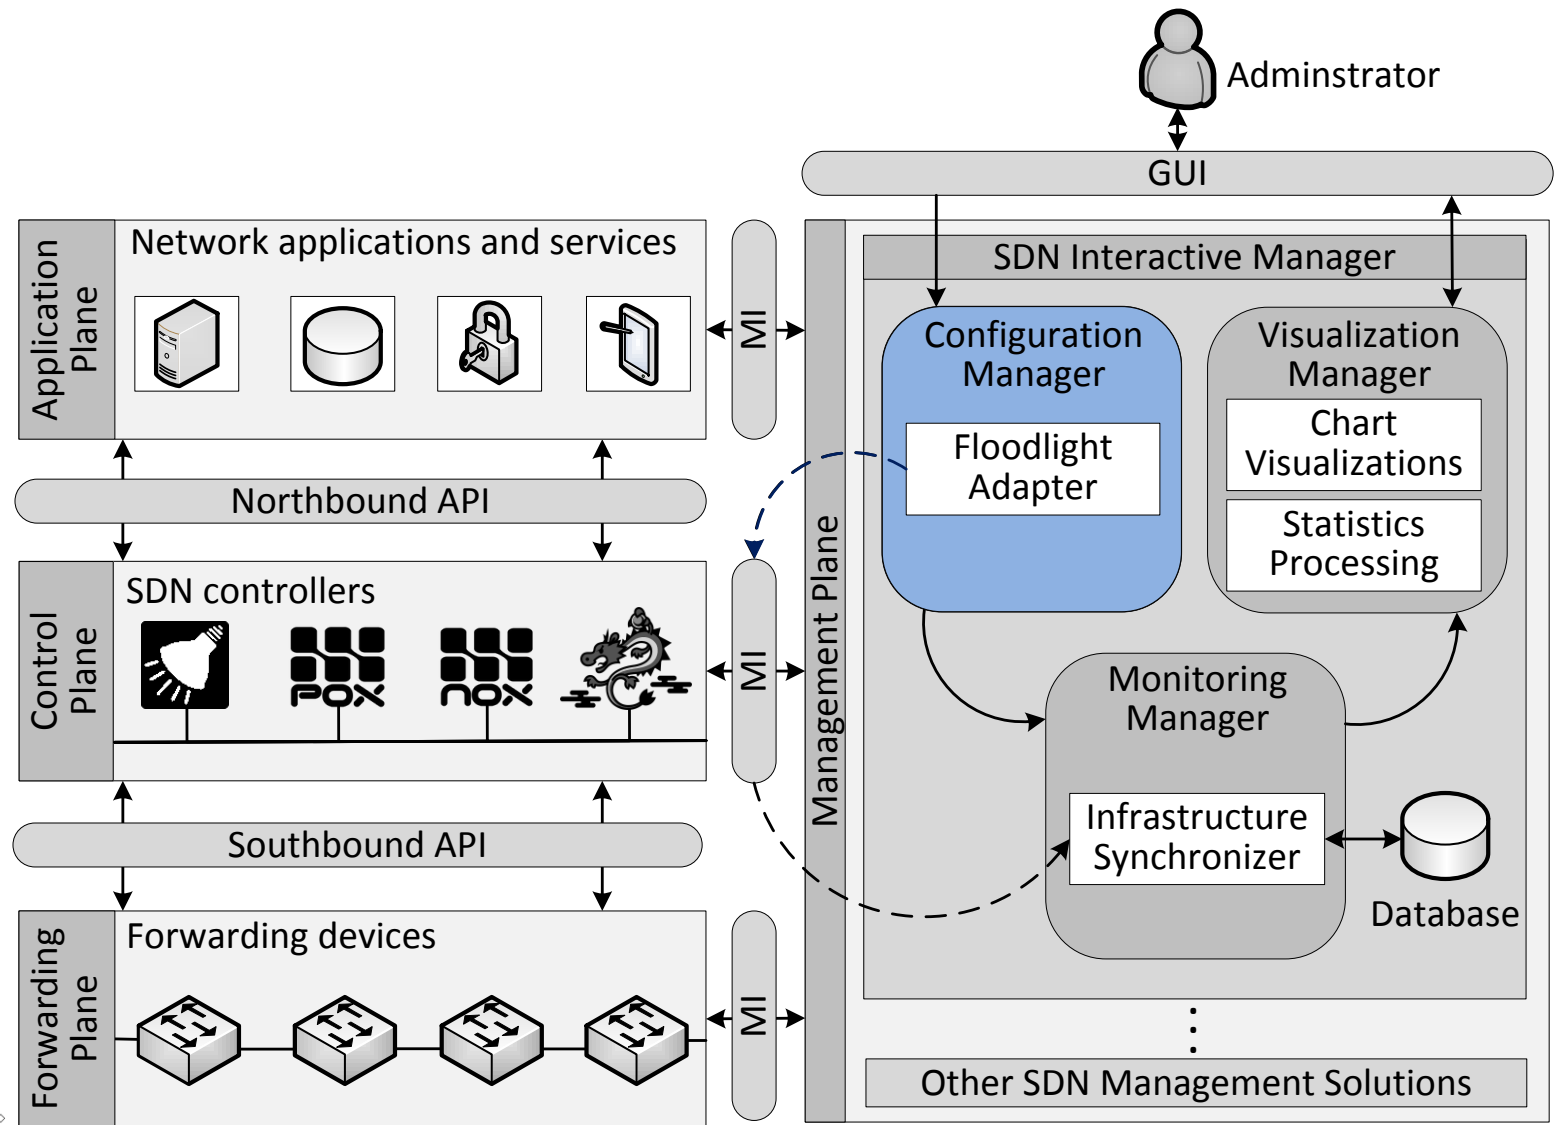 Adminstrator
GUI
Application
Plane
Network applications and services
MI
Northbound API
Control
Plane
SDN controllers
POX
nox
MI
Southbound API
Forwarding
Plane
Forwarding devices
MI
Management Plane
SDN Interactive Manager
Configuration
Manager
Floodlight
Adapter
Visualization
Manager
Chart
Visualizations
Statistics
Processing
Monitoring
Manager
Infrastructure
Synchronizer
Database
Other SDN Management Solutions